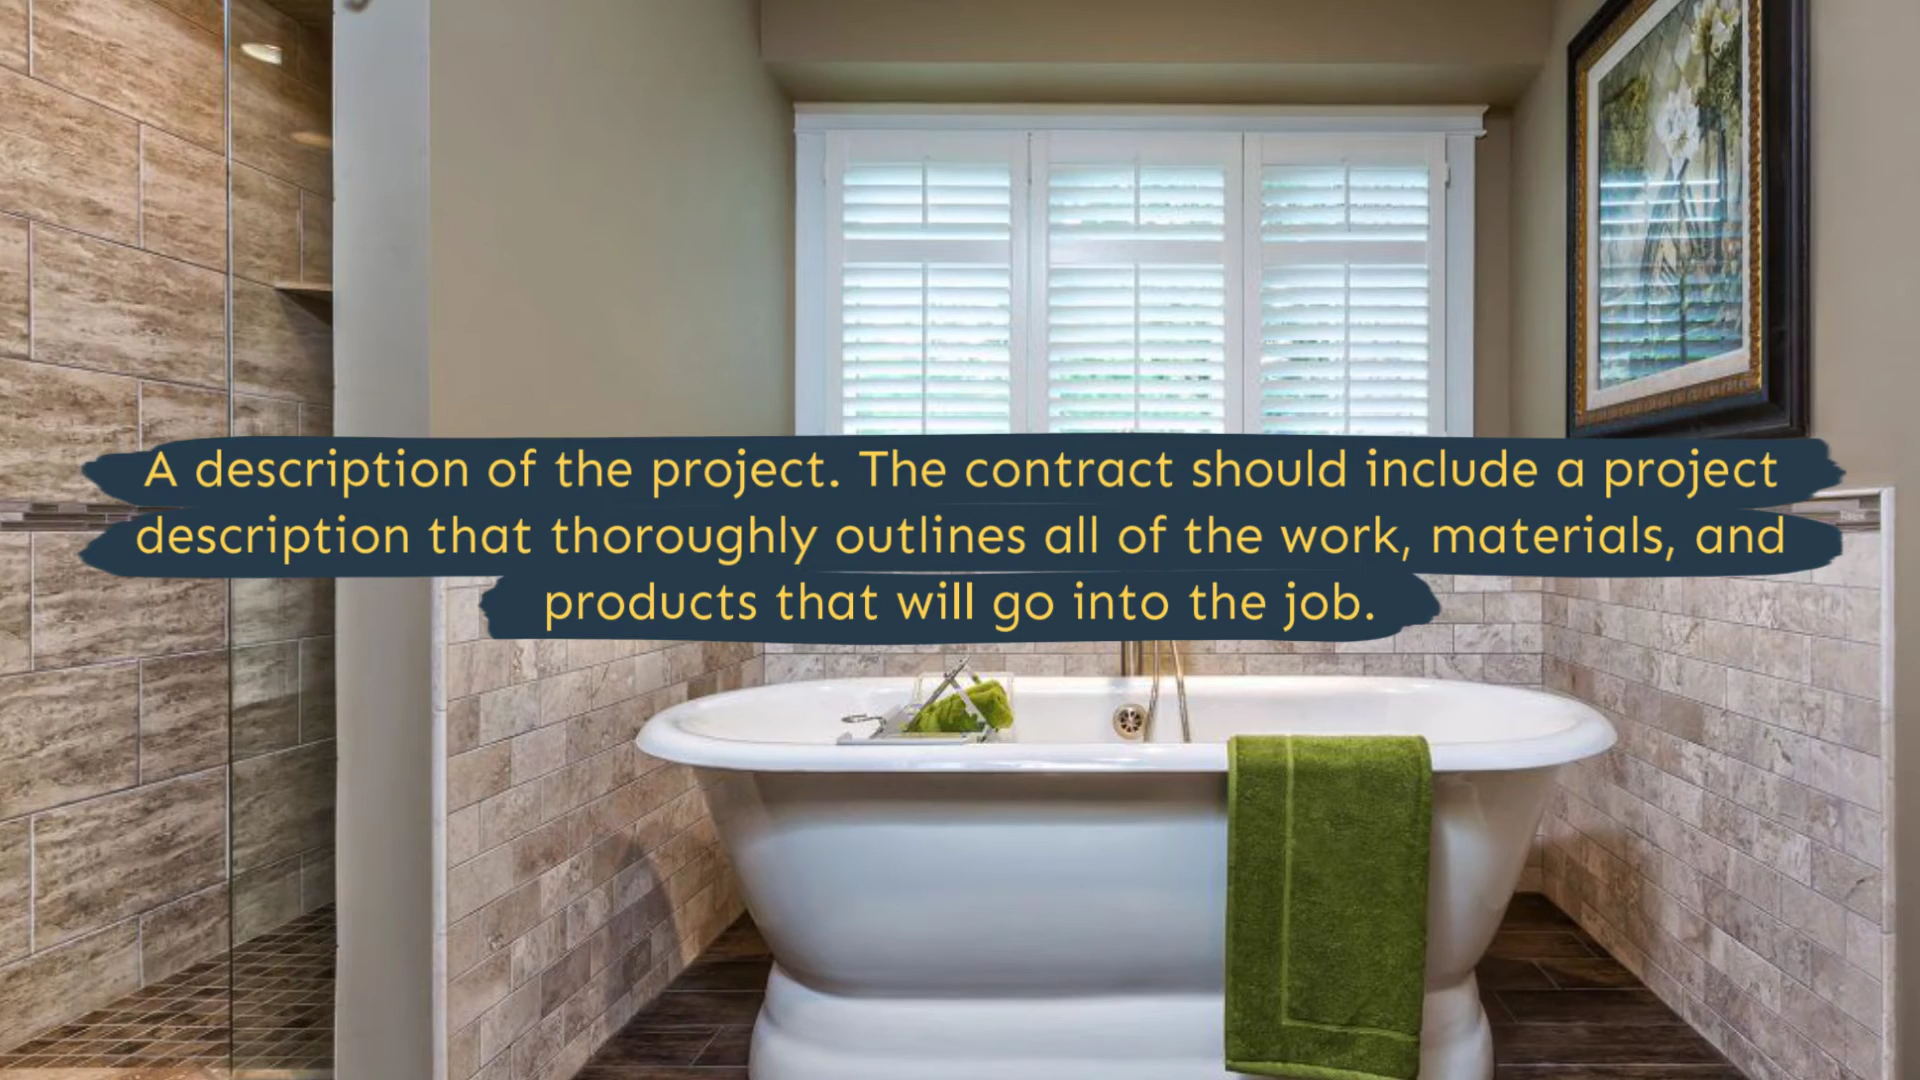 A description of the project. The contract should include a project
description that thoroughly outlines all of the work, materials, and
products that will go into the job.